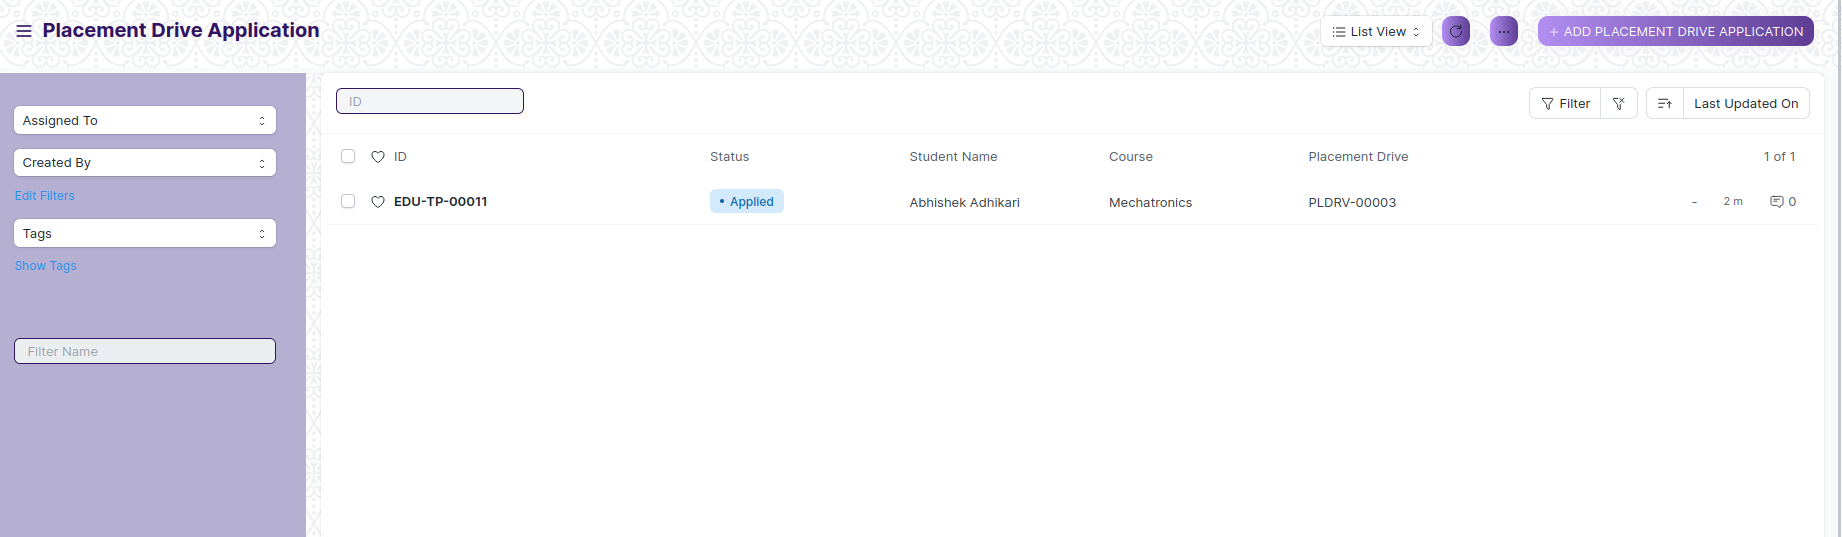 Placement Drive Application
List View
+ ADD PLACEMENT DRIVE APPLICATION
Assigned To
Created By
Edit Filters
Tags
Show Tags
Filter Name
ID
Filter
Last Updated On
ID Status Student Name Course Placement Drive 1 of 1
EDU-TP-00011 • Applied Abhishek Adhikari Mechatronics PLDRV-00003 - 2 m 0